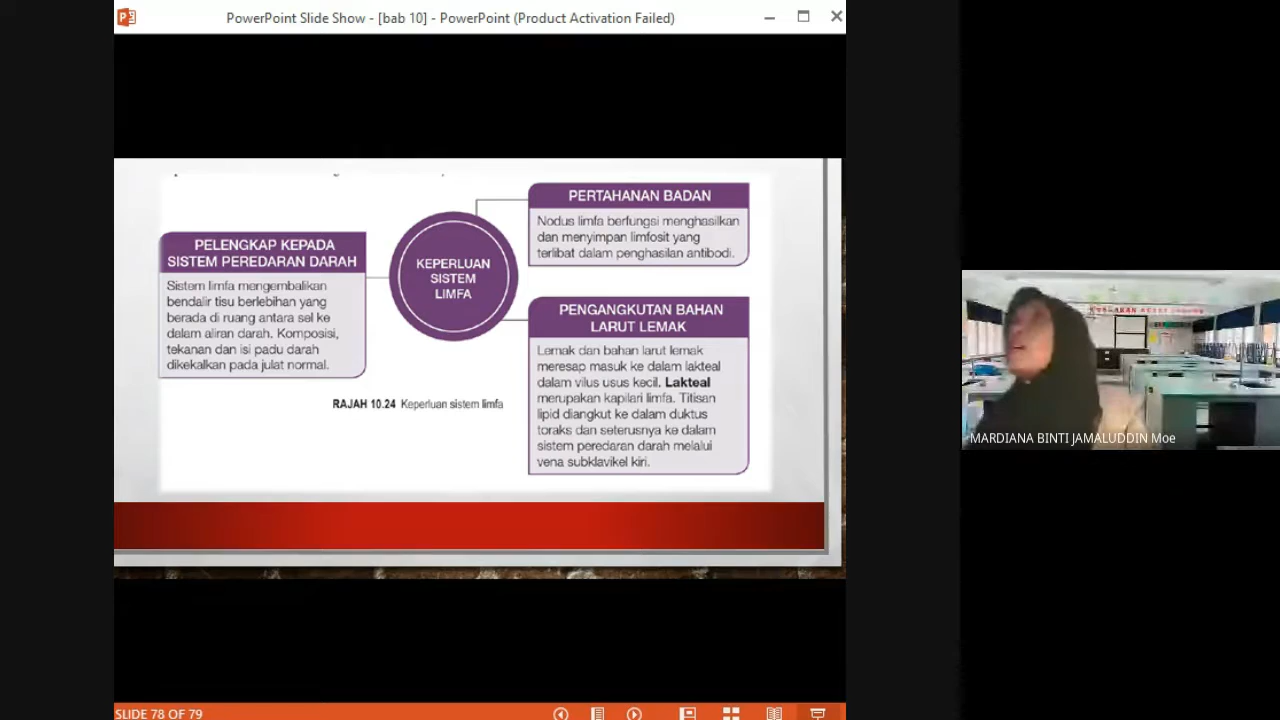 PowerPoint Slide Show - [bab 10] - PowerPoint (Product Activation Failed)
PELENGKAP KEPADA
SISTEM PEREDARAN DARAH
Sistem limfa mengembalikan
bendalir tisu berlebihan yang
berada di ruang antara sel ke
dalam aliran darah. Komposisi,
tekanan dan isi padu darah
dikekalkan pada julat normal.
KEPERLUAN
SISTEM
LIMFA
PERTAHANAN BADAN
Nodus limfa berfungsi menghasilkan
dan menyimpan limfosit yang
terlibat dalam penghasilan antibodi.
PENGANGKUTAN BAHAN
LARUT LEMAK
Lemak dan bahan larut lemak
meresap masuk ke dalam lakteal
dalam vilus usus kecil. Lakteal
merupakan kapilari limfa. Titisan
lipid diangkut ke dalam duktus
toraks dan seterusnya ke dalam
sistem peredaran darah melalui
vena subklavikel kiri.
RAJAH 10.24 Keperluan sistem limfa
MARDIANA BINTI JAMALUDDIN Moe
SLIDE 78 OF 79